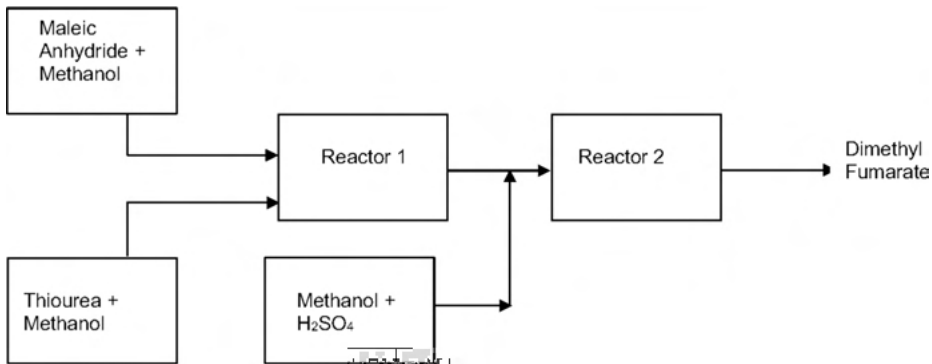 Maleic
Anhydride +
Methanol
Reactor 1
Reactor 2
Dimethyl
Fumarate
Thiourea +
Methanol
Methanol +
H₂SO₄